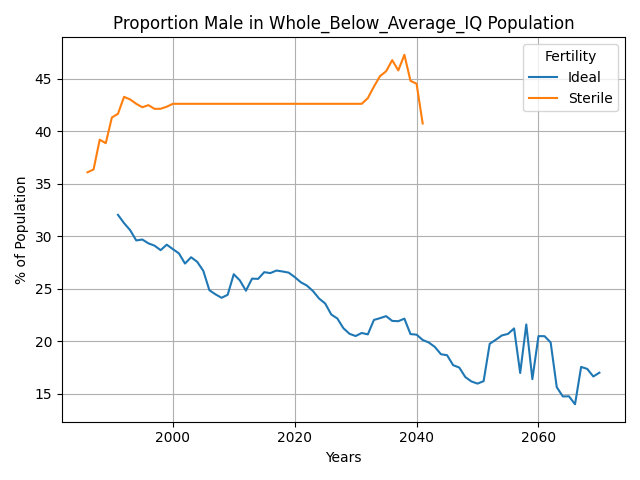 Proportion Male in Whole_Below_Average_IQ Population
Fertility
Ideal
Sterile
% of Population
45
40
35
30
25
20
15
2000
2020
2040
2060
Years